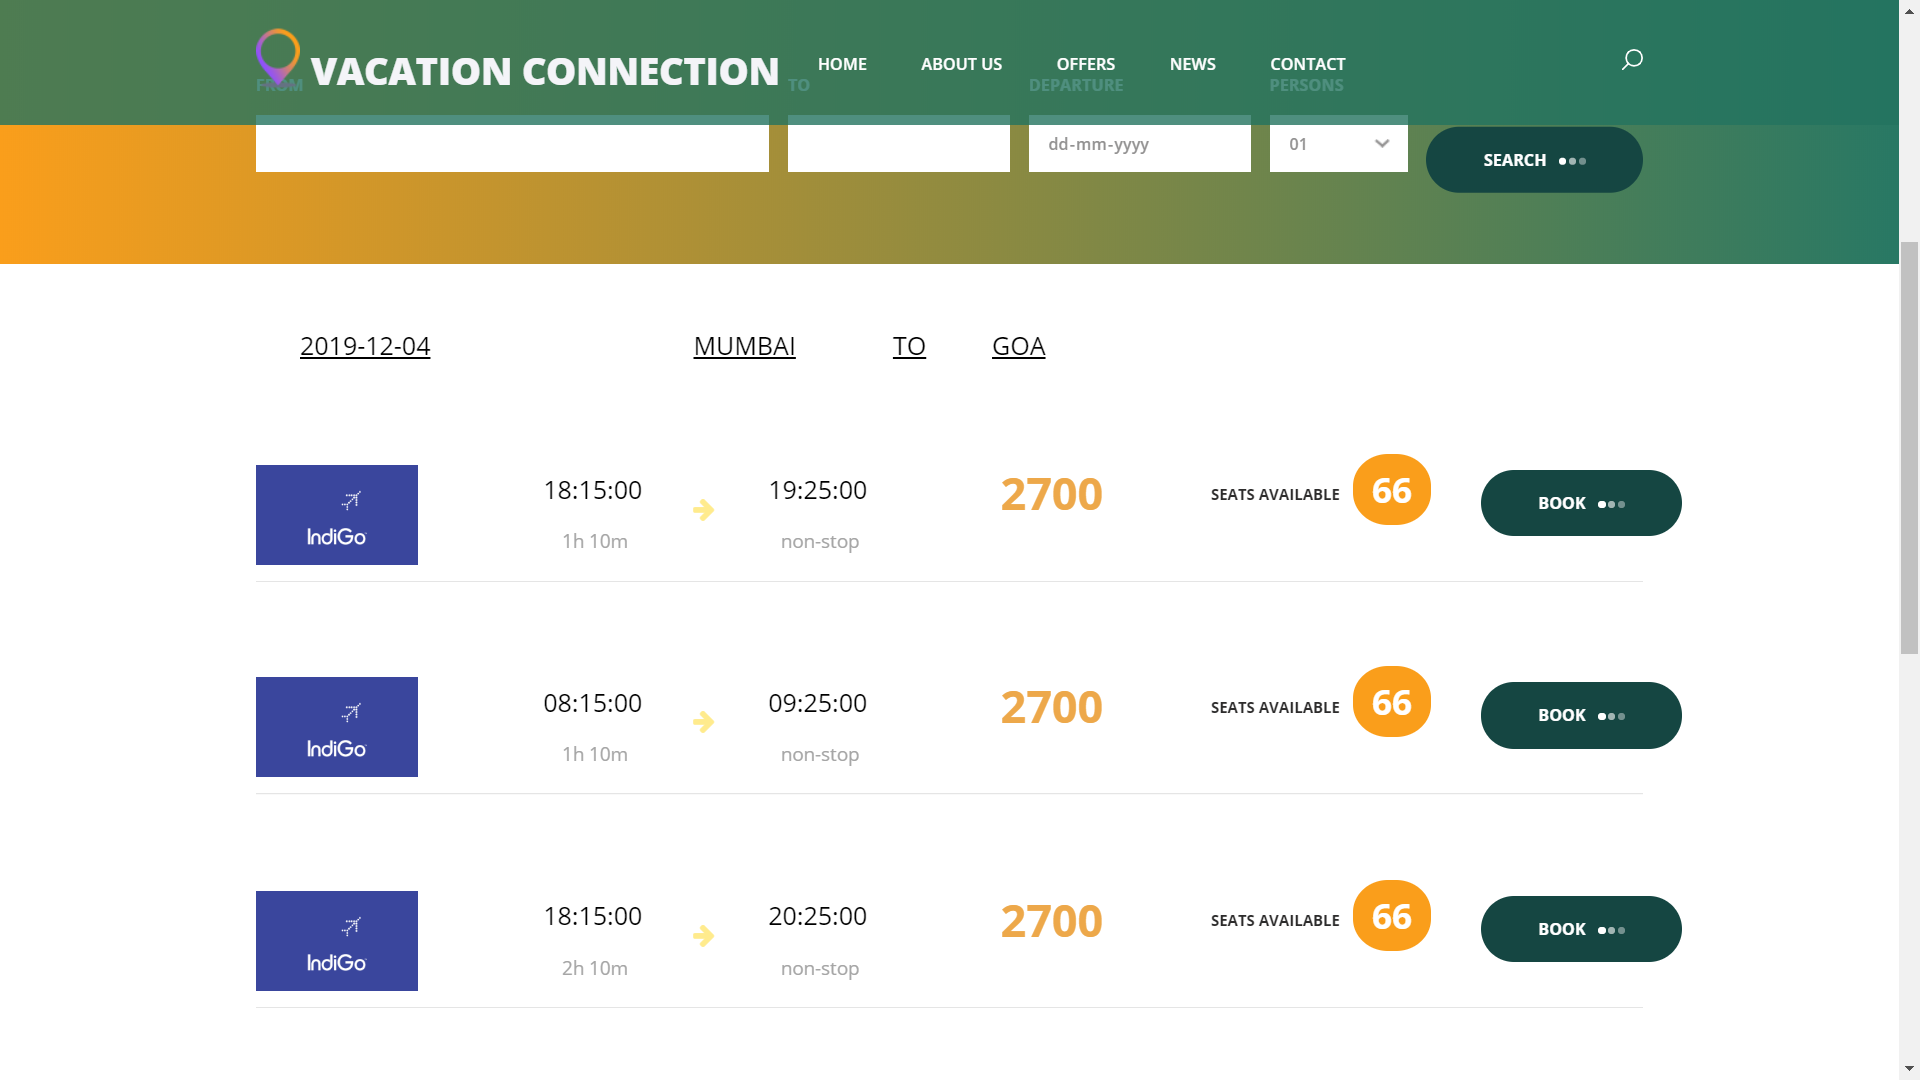 VACATION CONNECTION
HOME
ABOUT US
OFFERS
NEWS
CONTACT
FROM
TO
DEPARTURE
PERSONS
dd-mm-yyyy
01
SEARCH
2019-12-04 MUMBAI TO GOA
IndiGo
18:15:00
19:25:00
2700
SEATS AVAILABLE 66
BOOK
1h 10m
non-stop
IndiGo
08:15:00
09:25:00
2700
SEATS AVAILABLE 66
BOOK
1h 10m
non-stop
IndiGo
18:15:00
20:25:00
2700
SEATS AVAILABLE 66
BOOK
2h 10m
non-stop